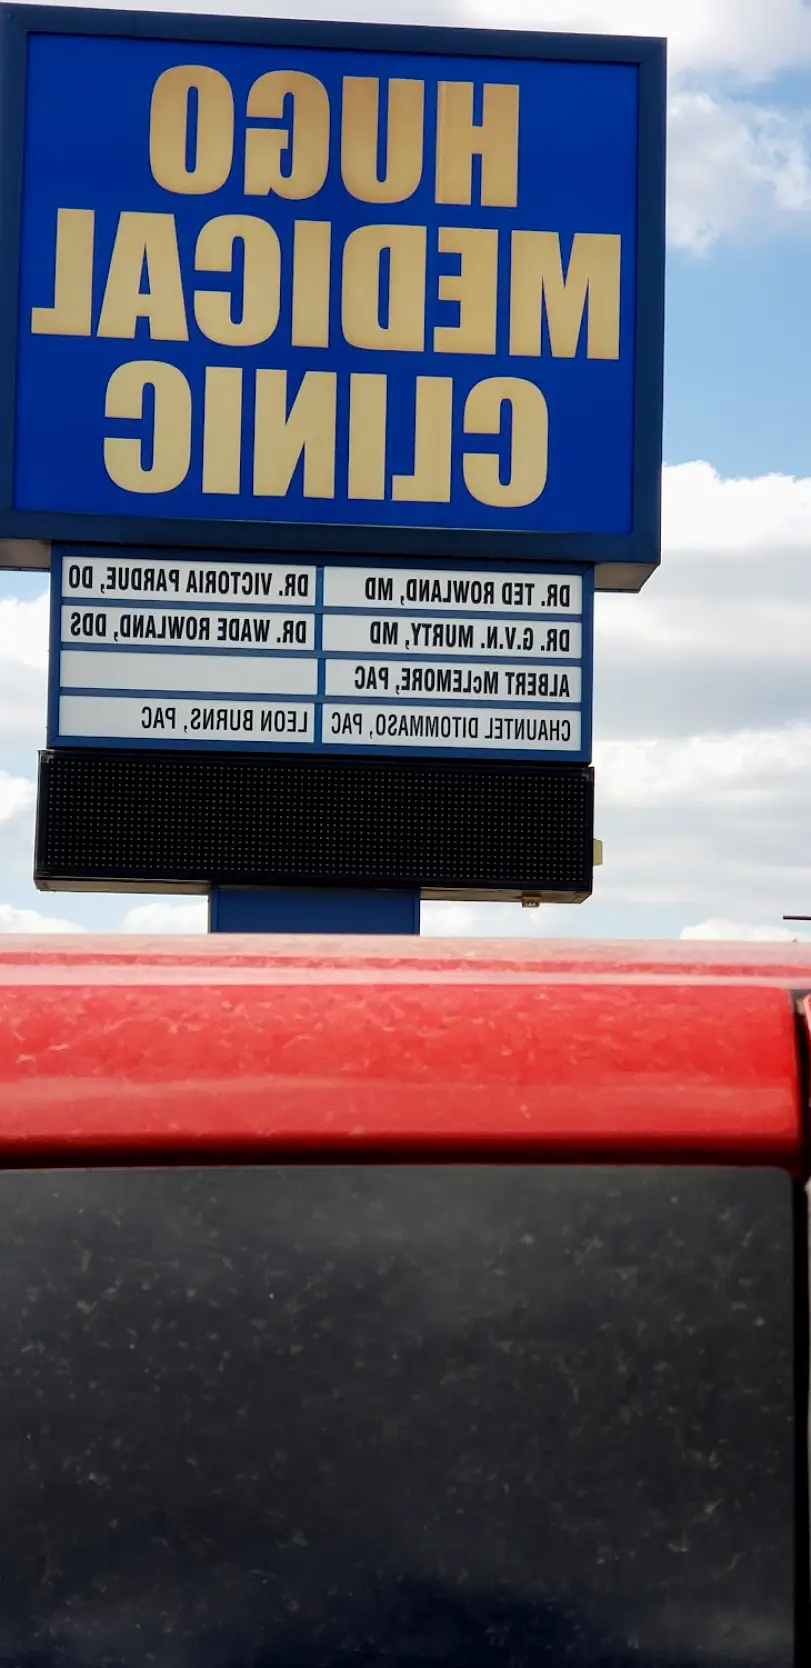 HUGO
MEDICAL
CLINIC
DR. TED ROWLAND, MD
DR. VICTORIA PARDUE, DO
DR. G.V.N. MURTY, MD
DR. WADE ROWLAND, DDS
ALBERT McLEMORE, PAC
CHAUNTEL DITOMMASO, PAC
LEON BURNS, PAC